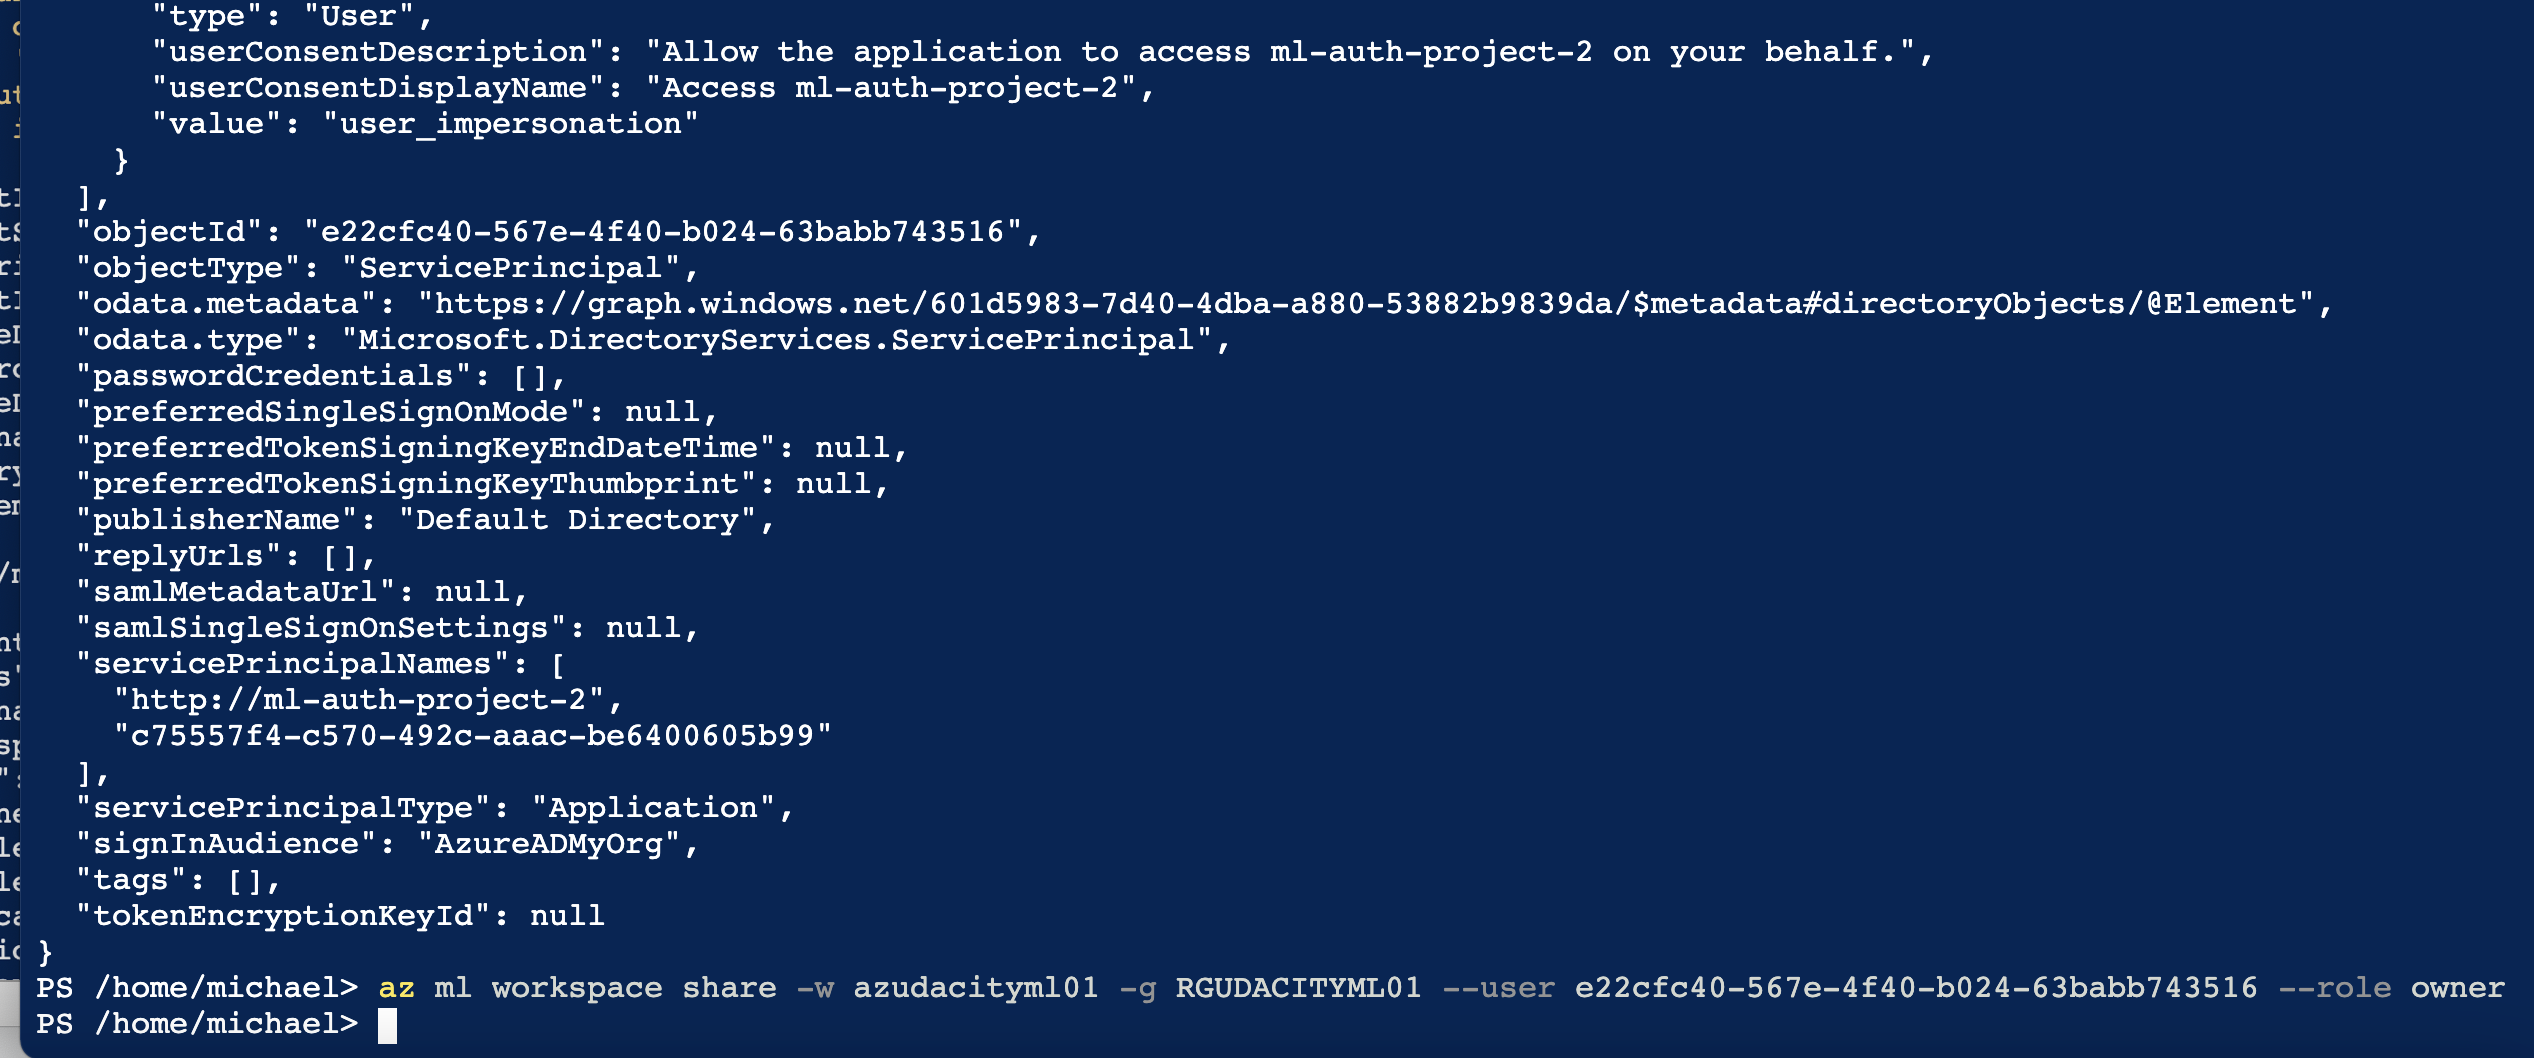 "type": "User",
"userConsentDescription": "Allow the application to access ml-auth-project-2 on your behalf.",
"userConsentDisplayName": "Access ml-auth-project-2",
"value": "user_impersonation"
}
],
"objectId": "e22cfc40-567e-4f40-b024-63babb743516",
"objectType": "ServicePrincipal",
"odata.metadata": "https://graph.windows.net/601d5983-7d40-4dba-a880-53882b9839da/$metadata#directoryObjects/@Element",
"odata.type": "Microsoft.DirectoryServices.ServicePrincipal",
"passwordCredentials": [],
"preferredSingleSignOnMode": null,
"preferredTokenSigningKeyEndDateTime": null,
"preferredTokenSigningKeyThumbprint": null,
"publisherName": "Default Directory",
"replyUrls": [],
"samlMetadataUrl": null,
"samlSingleSignOnSettings": null,
"servicePrincipalNames": [
"http://ml-auth-project-2",
"c75557f4-c570-492c-aaac-be6400605b99"
],
"servicePrincipalType": "Application",
"signInAudience": "AzureADMyOrg",
"tags": [],
"tokenEncryptionKeyId": null
}
PS /home/michael> az ml workspace share -w azudacityml01 -g RGUDACITYML01 --user e22cfc40-567e-4f40-b024-63babb743516 --role owner
PS /home/michael>